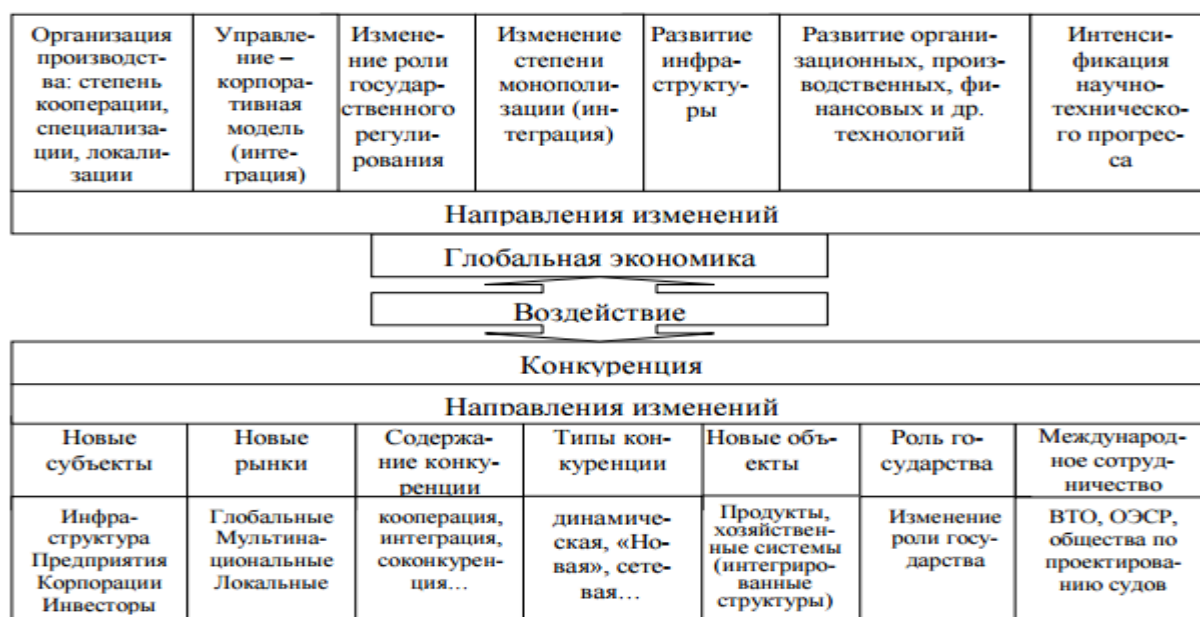 Организация
производст-
ва: степень
кооперации,
специализа-
ции, локали-
зации
Управле-
ние –
корпора-
тивная
модель
(инте-
грация)
Измене-
ние роли
государ-
ственного
регули-
рования
Изменение
степени
монополи-
зации (ин-
теграция)
Развитие
инфра-
структу-
ры
Развитие органи-
зационных, произ-
водственных, фи-
нансовых и др.
технологий
Интенси-
фикация
научно-
техническо-
го прогрес-
са
Направления изменений
Глобальная экономика
Воздействие
Конкуренция
Направления изменений
Новые
субъекты
Новые
рынки
Содержа-
ние конку-
ренции
Типы кон-
куренции
Новые объ-
екты
Роль го-
сударства
Международ-
ное сотруд-
ничество
Инфра-
структура
Предприятия
Корпорации
Инвесторы
Глобальные
Мультина-
циональные
Локальные
кооперация,
интеграция,
соконкурен-
ция...
динамиче-
ская, «Но-
вая», сете-
вая...
Продукты,
хозяйствен-
ные системы
(интегриро-
ванные
структуры)
Изменение
роли госу-
дарства
ВТО, ОЭСР,
общества по
проектирова-
нию судов